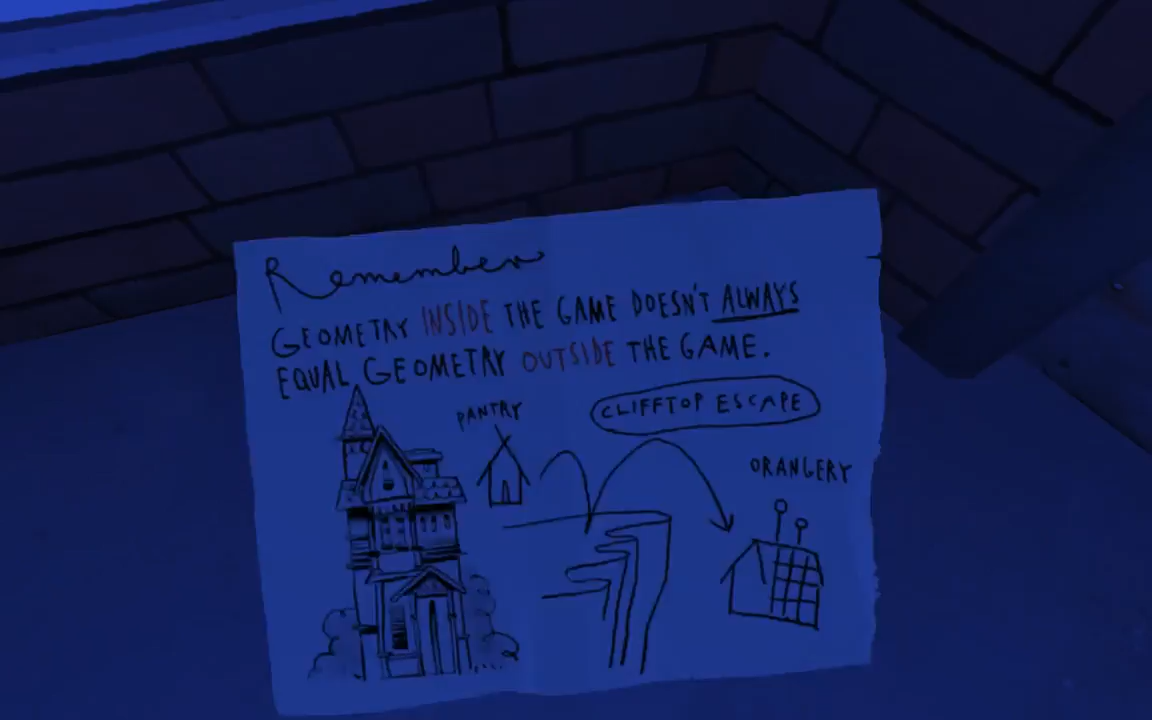 Remember
GEOMETRY INSIDE THE GAME DOESN'T ALWAYS
EQUAL GEOMETRY OUTSIDE THE GAME.
PANTRY
CLIFFTOP ESCAPE
ORANGERY